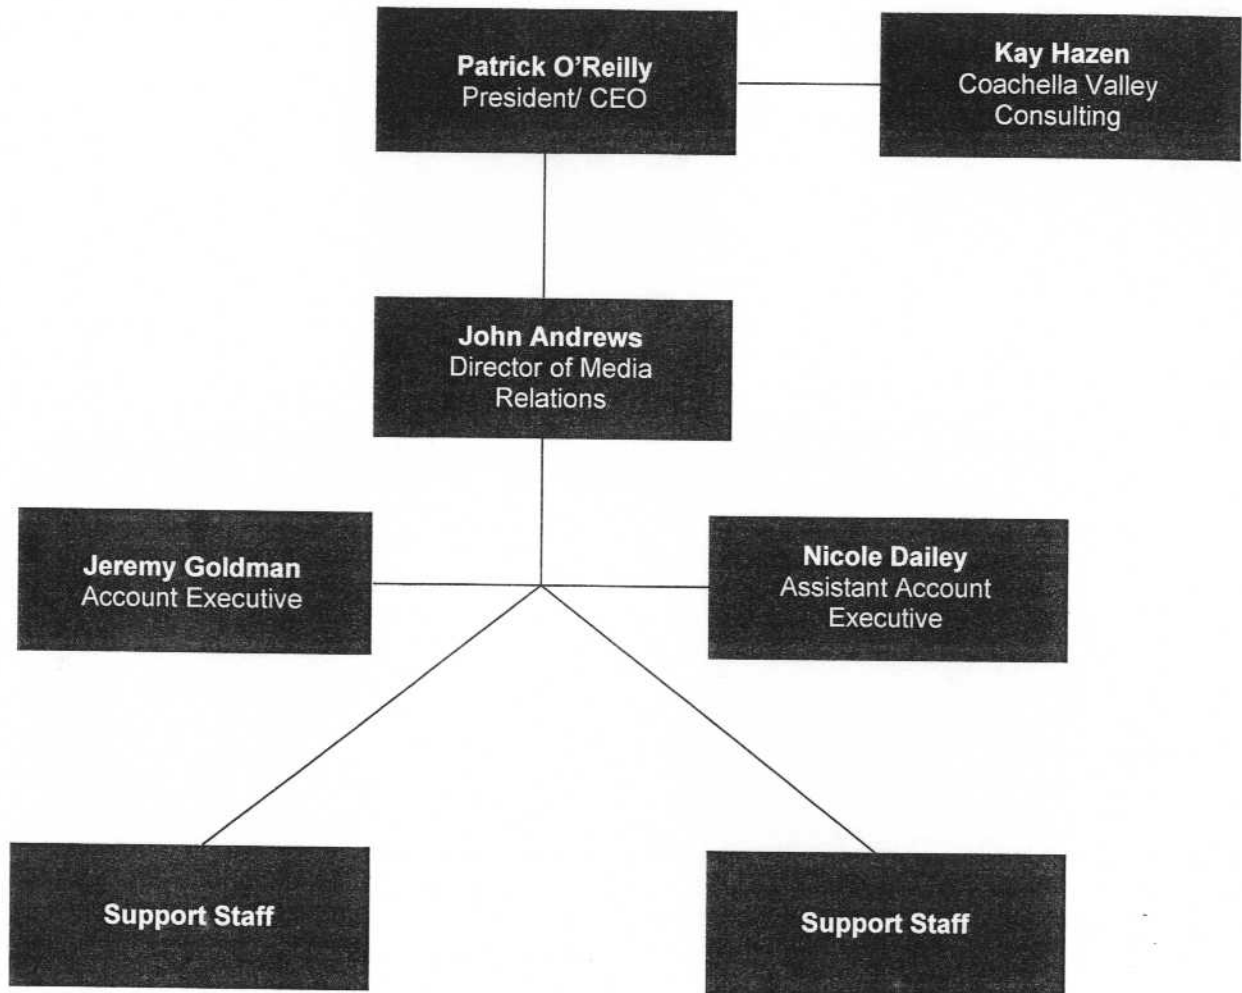 Patrick O'Reilly
President/ CEO
Kay Hazen
Coachella Valley
Consulting
John Andrews
Director of Media
Relations
Jeremy Goldman
Account Executive
Nicole Dailey
Assistant Account
Executive
Support Staff
Support Staff